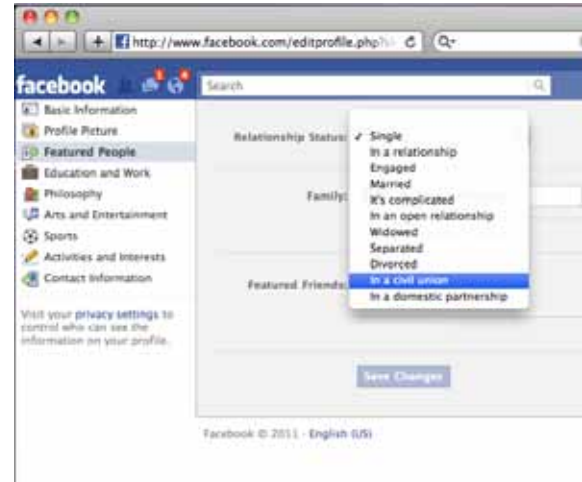 http://www.facebook.com/editprofile.php?
facebook
Search
Basic Information
Profile Picture
Featured People
Education and Work
Philosophy
Arts and Entertainment
Sports
Activities and Interests
Contact Information
Visit your privacy settings to
control who can see the
information on your profile.
Relationship Status:
✓ Single
In a relationship
Engaged
Married
It's complicated
In an open relationship
Widowed
Separated
Divorced
In a civil union
In a domestic partnership
Family:
Featured Friends:
Save Changes
Facebook © 2011 · English (US)